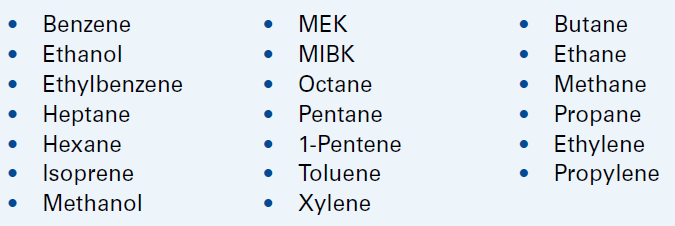 • Benzene
• Ethanol
• Ethylbenzene
• Heptane
• Hexane
• Isoprene
• Methanol
• MEK
• MIBK
• Octane
• Pentane
• 1-Pentene
• Toluene
• Xylene
• Butane
• Ethane
• Methane
• Propane
• Ethylene
• Propylene